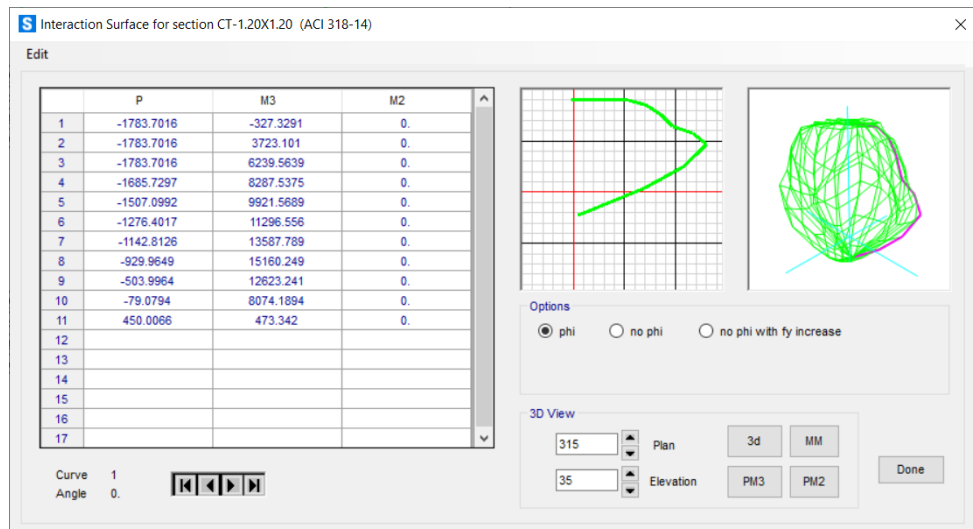 S Interaction Surface for section CT-1.20X1.20 (ACI 318-14)
Edit
P M3 M2
1 -1783.7016 -327.3291 0.
2 -1783.7016 3723.101 0.
3 -1783.7016 6239.5639 0.
4 -1685.7297 8287.5375 0.
5 -1507.0992 9921.5689 0.
6 -1276.4017 11296.556 0.
7 -1142.8126 13587.789 0.
8 -929.9649 15160.249 0.
9 -503.9964 12623.241 0.
10 -79.0794 8074.1894 0.
11 450.0066 473.342 0.
12
13
14
15
16
17
Curve 1
Angle 0.
Options
phi no phi no phi with fy increase
3D View
315 Plan 3d MM
35 Elevation PM3 PM2
Done